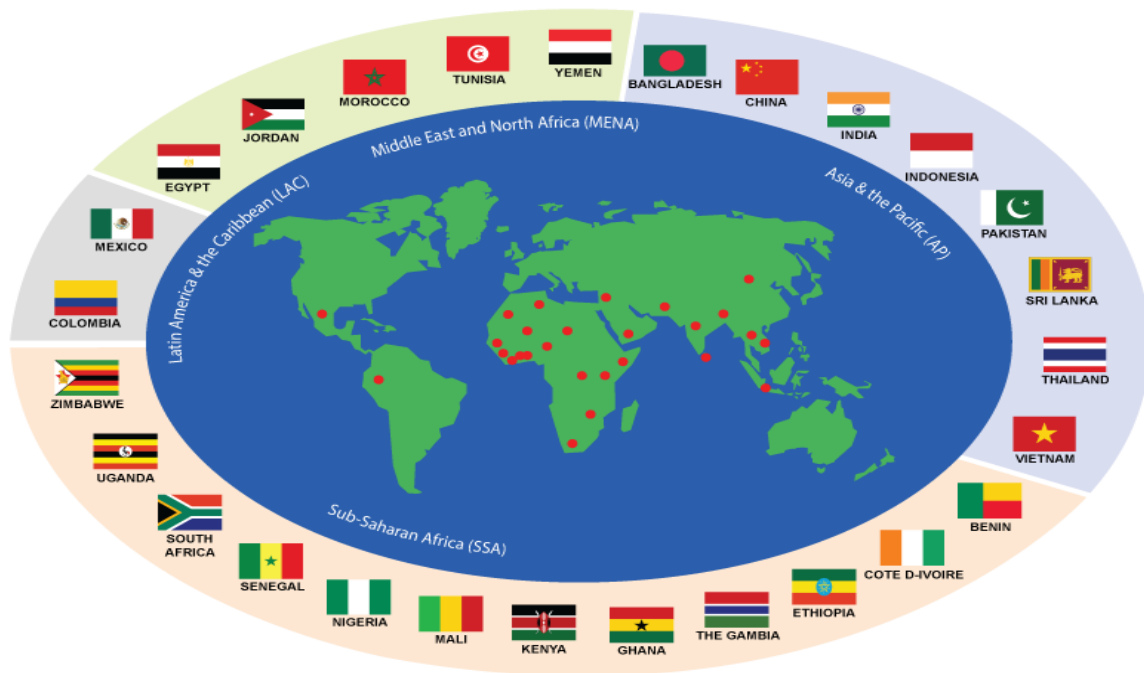 YEMEN
TUNISIA
MOROCCO
JORDAN
EGYPT
Middle East and North Africa (MENA)
BANGLADESH
CHINA
INDIA
INDONESIA
PAKISTAN
SRI LANKA
THAILAND
VIETNAM
Asia & the Pacific (AP)
MEXICO
COLOMBIA
Latin America & the Caribbean (LAC)
ZIMBABWE
UGANDA
SOUTH
AFRICA
SENEGAL
NIGERIA
MALI
KENYA
GHANA
THE GAMBIA
ETHIOPIA
COTE D-IVOIRE
BENIN
Sub-Saharan Africa (SSA)